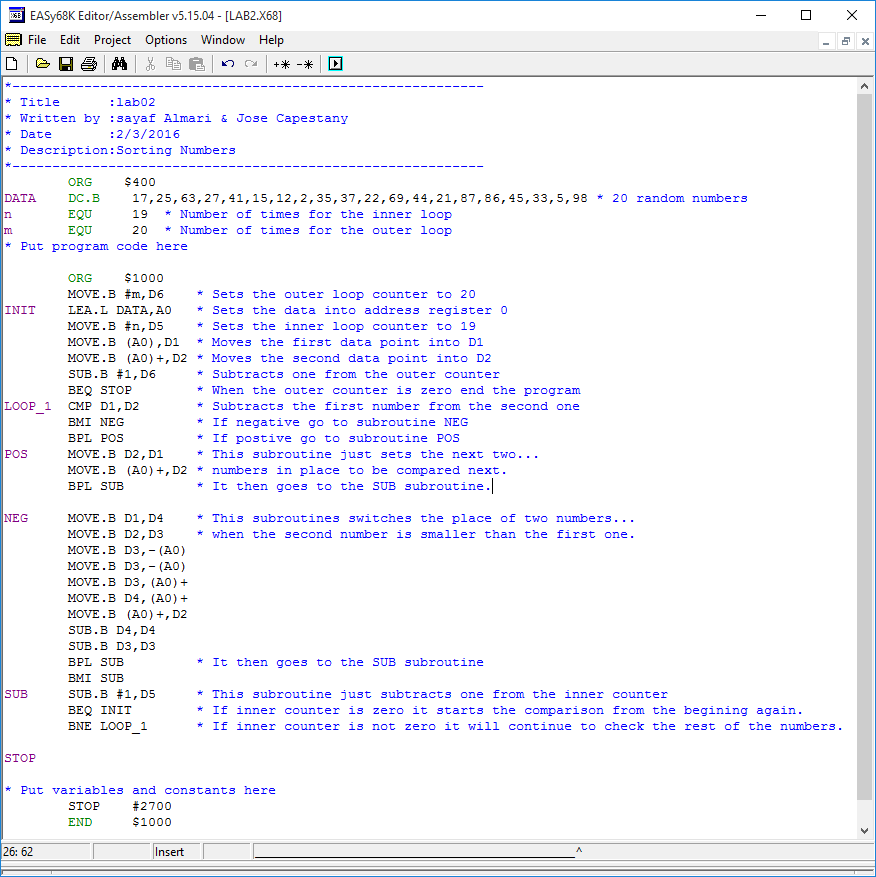 EASy68K Editor/Assembler v5.15.04 - [LAB2.X68]
File Edit Project Options Window Help
*-----------------------------------------------------------
* Title      :lab02
* Written by :sayaf Almari & Jose Capestany
* Date       :2/3/2016
* Description:Sorting Numbers
*-----------------------------------------------------------
        ORG    $400
DATA    DC.B    17,25,63,27,41,15,12,2,35,37,22,69,44,21,87,86,45,33,5,98 * 20 random numbers
n       EQU     19  * Number of times for the inner loop
m       EQU     20  * Number of times for the outer loop
* Put program code here
        ORG    $1000
        MOVE.B #m,D6    * Sets the outer loop counter to 20
INIT    LEA.L DATA,A0   * Sets the data into address register 0
        MOVE.B #n,D5    * Sets the inner loop counter to 19
        MOVE.B (A0),D1  * Moves the first data point into D1
        MOVE.B (A0)+,D2 * Moves the second data point into D2
        SUB.B #1,D6     * Subtracts one from the outer counter
        BEQ STOP        * When the outer counter is zero end the program
LOOP_1  CMP D1,D2       * Subtracts the first number from the second one
        BMI NEG         * If negative go to subroutine NEG
        BPL POS         * If postive go to subroutine POS
POS     MOVE.B D2,D1    * This subroutine just sets the next two...
        MOVE.B (A0)+,D2 * numbers in place to be compared next.
        BPL SUB         * It then goes to the SUB subroutine.
NEG     MOVE.B D1,D4    * This subroutines switches the place of two numbers...
        MOVE.B D2,D3    * when the second number is smaller than the first one.
        MOVE.B D3,-(A0)
        MOVE.B D3,-(A0)
        MOVE.B D3,(A0)+
        MOVE.B D4,(A0)+
        MOVE.B (A0)+,D2
        SUB.B D4,D4
        SUB.B D3,D3
        BPL SUB         * It then goes to the SUB subroutine
        BMI SUB
SUB     SUB.B #1,D5     * This subroutine just subtracts one from the inner counter
        BEQ INIT        * If inner counter is zero it starts the comparison from the begining again.
        BNE LOOP_1      * If inner counter is not zero it will continue to check the rest of the numbers.
STOP
* Put variables and constants here
        STOP    #2700
        END     $1000
26: 62 Insert